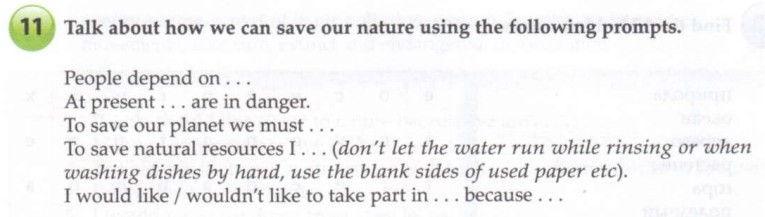 11 Talk about how we can save our nature using the following prompts.
People depend on . . .
At present . . . are in danger.
To save our planet we must . . .
To save natural resources I . . . (don't let the water run while rinsing or when
washing dishes by hand, use the blank sides of used paper etc).
I would like / wouldn't like to take part in . . . because . . .